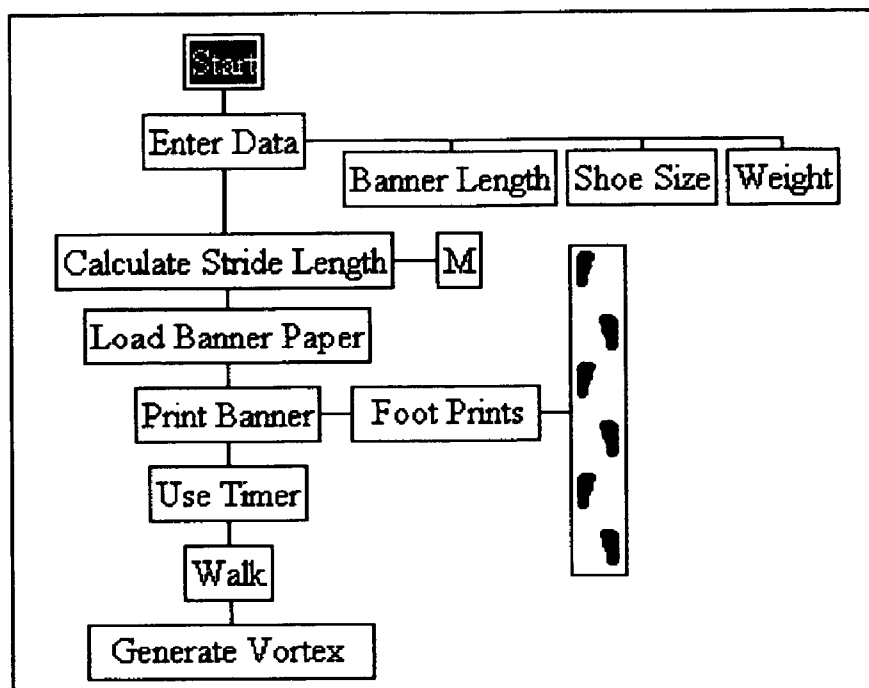 Start
Enter Data
Banner Length
Shoe Size
Weight
Calculate Stride Length
M
Load Banner Paper
Print Banner
Foot Prints
Use Timer
Walk
Generate Vortex